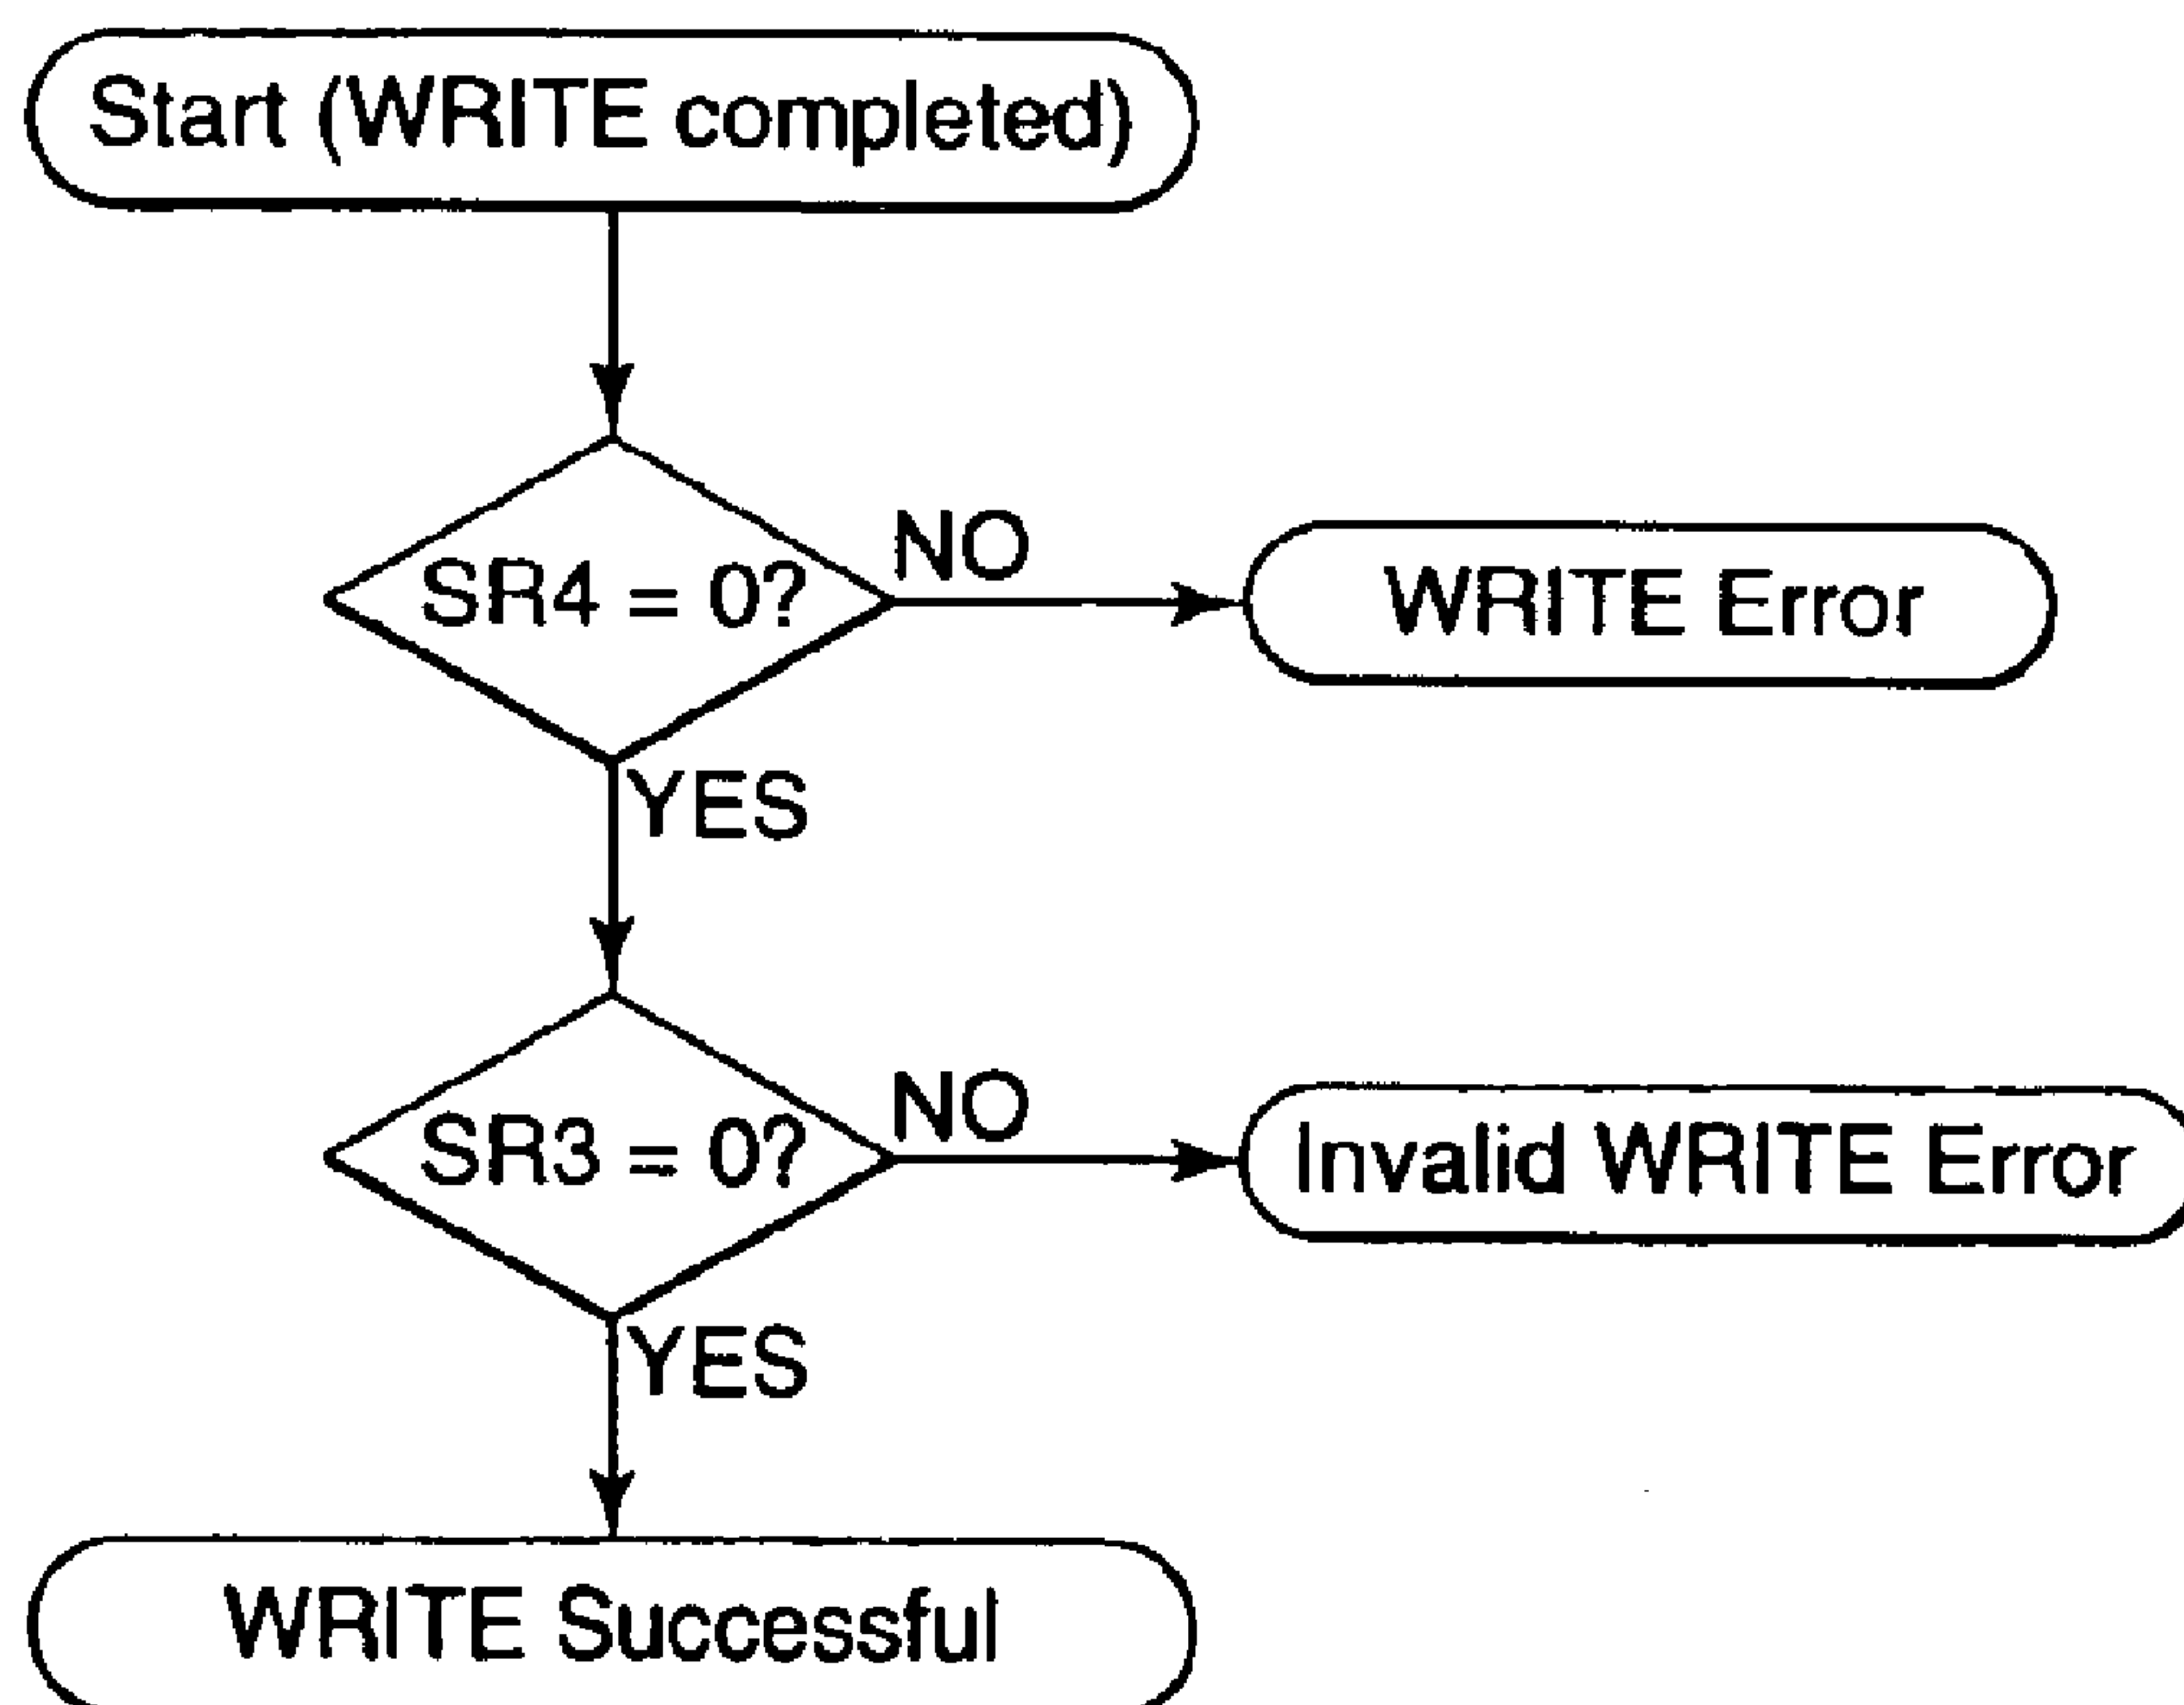 Start (WRITE completed)
SR4 = 0?
NO
WRITE Error
YES
SR3 = 0?
NO
Invalid WRITE Error
YES
WRITE Successful